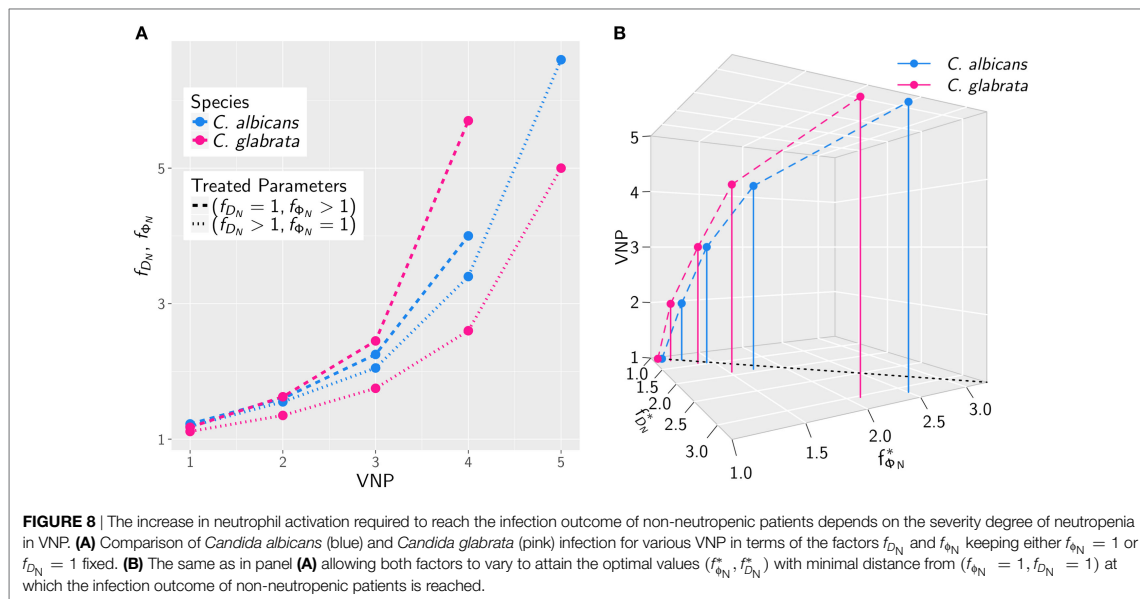 A
B
Species
C. albicans
C. glabrata
Treated Parameters
(f_{D_N} = 1, f_{Φ_N} > 1)
(f_{D_N} > 1, f_{Φ_N} = 1)
f_{D_N}, f_{Φ_N}
5
3
1
1 2 3 4 5
VNP
C. albicans
C. glabrata
VNP
5
4
3
2
1
1.0
1.5
2.0
2.5
3.0
f*_{D_N}
1.0
1.5
2.0
2.5
3.0
f*_{Φ_N}
FIGURE 8 | The increase in neutrophil activation required to reach the infection outcome of non-neutropenic patients depends on the severity degree of neutropenia
in VNP. (A) Comparison of Candida albicans (blue) and Candida glabrata (pink) infection for various VNP in terms of the factors f_{D_N} and f_{ϕ_N} keeping either f_{ϕ_N} = 1 or
f_{D_N} = 1 fixed. (B) The same as in panel (A) allowing both factors to vary to attain the optimal values (f*_{ϕ_N}, f*_{D_N}) with minimal distance from (f_{ϕ_N} = 1, f_{D_N} = 1) at
which the infection outcome of non-neutropenic patients is reached.